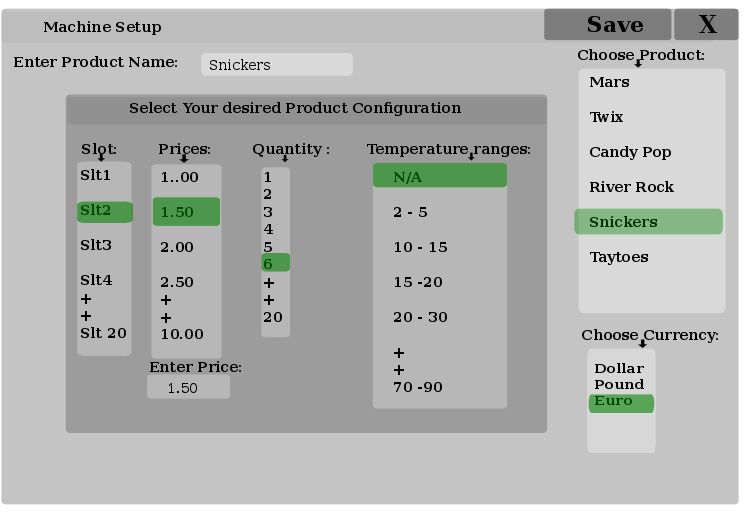 Machine Setup
Save
X
Enter Product Name:
Snickers
Choose Product:
Mars
Twix
Candy Pop
River Rock
Snickers
Taytoes
Select Your desired Product Configuration
Slot:
Slt1
Slt2
Slt3
Slt4
+
+
Slt 20
Prices:
1..00
1.50
2.00
2.50
+
+
10.00
Enter Price:
1.50
Quantity :
1
2
3
4
5
6
+
+
20
Temperature ranges:
N/A
2 - 5
10 - 15
15 -20
20 - 30
+
+
70 -90
Choose Currency:
Dollar
Pound
Euro